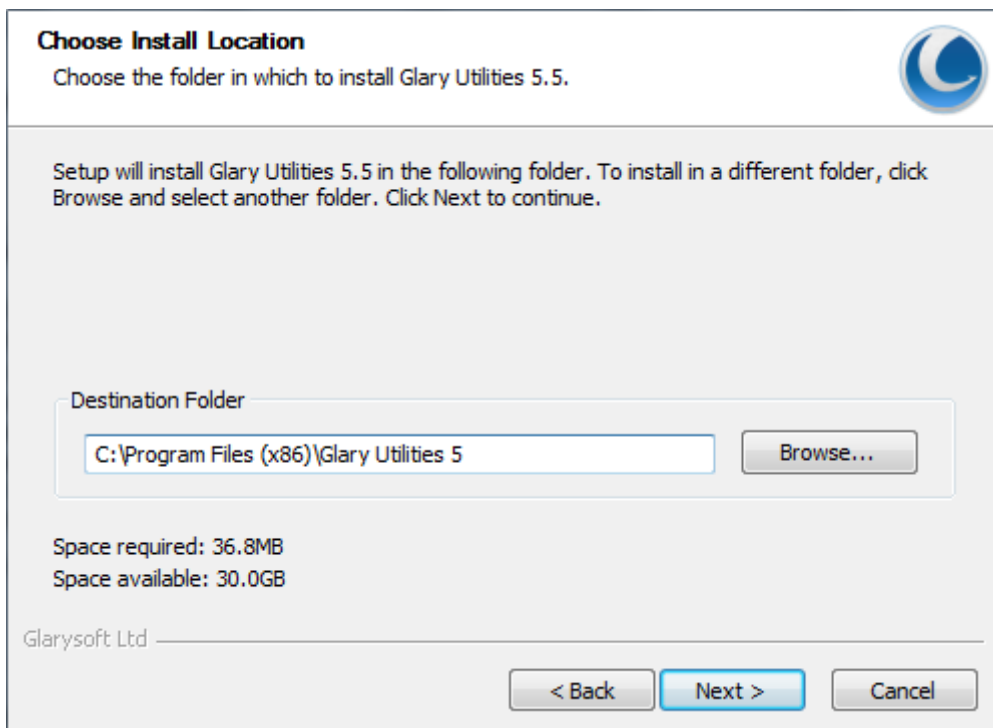 Choose Install Location
Choose the folder in which to install Glary Utilities 5.5.
Setup will install Glary Utilities 5.5 in the following folder. To install in a different folder, click
Browse and select another folder. Click Next to continue.
Destination Folder
C:\Program Files (x86)\Glary Utilities 5
Browse...
Space required: 36.8MB
Space available: 30.0GB
Glarysoft Ltd
< Back
Next >
Cancel